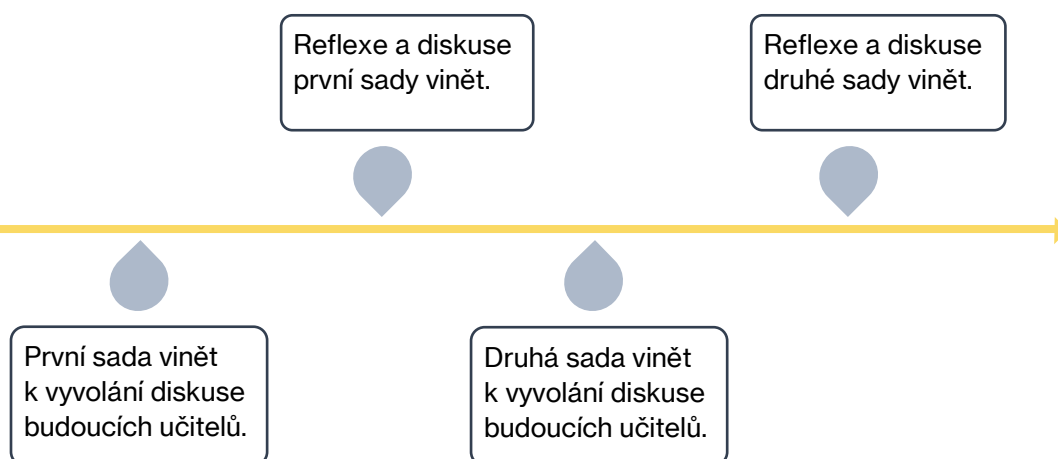 Reflexe a diskuse
první sady vinět.
Reflexe a diskuse
druhé sady vinět.
První sada vinět
k vyvolání diskuse
budoucích učitelů.
Druhá sada vinět
k vyvolání diskuse
budoucích učitelů.